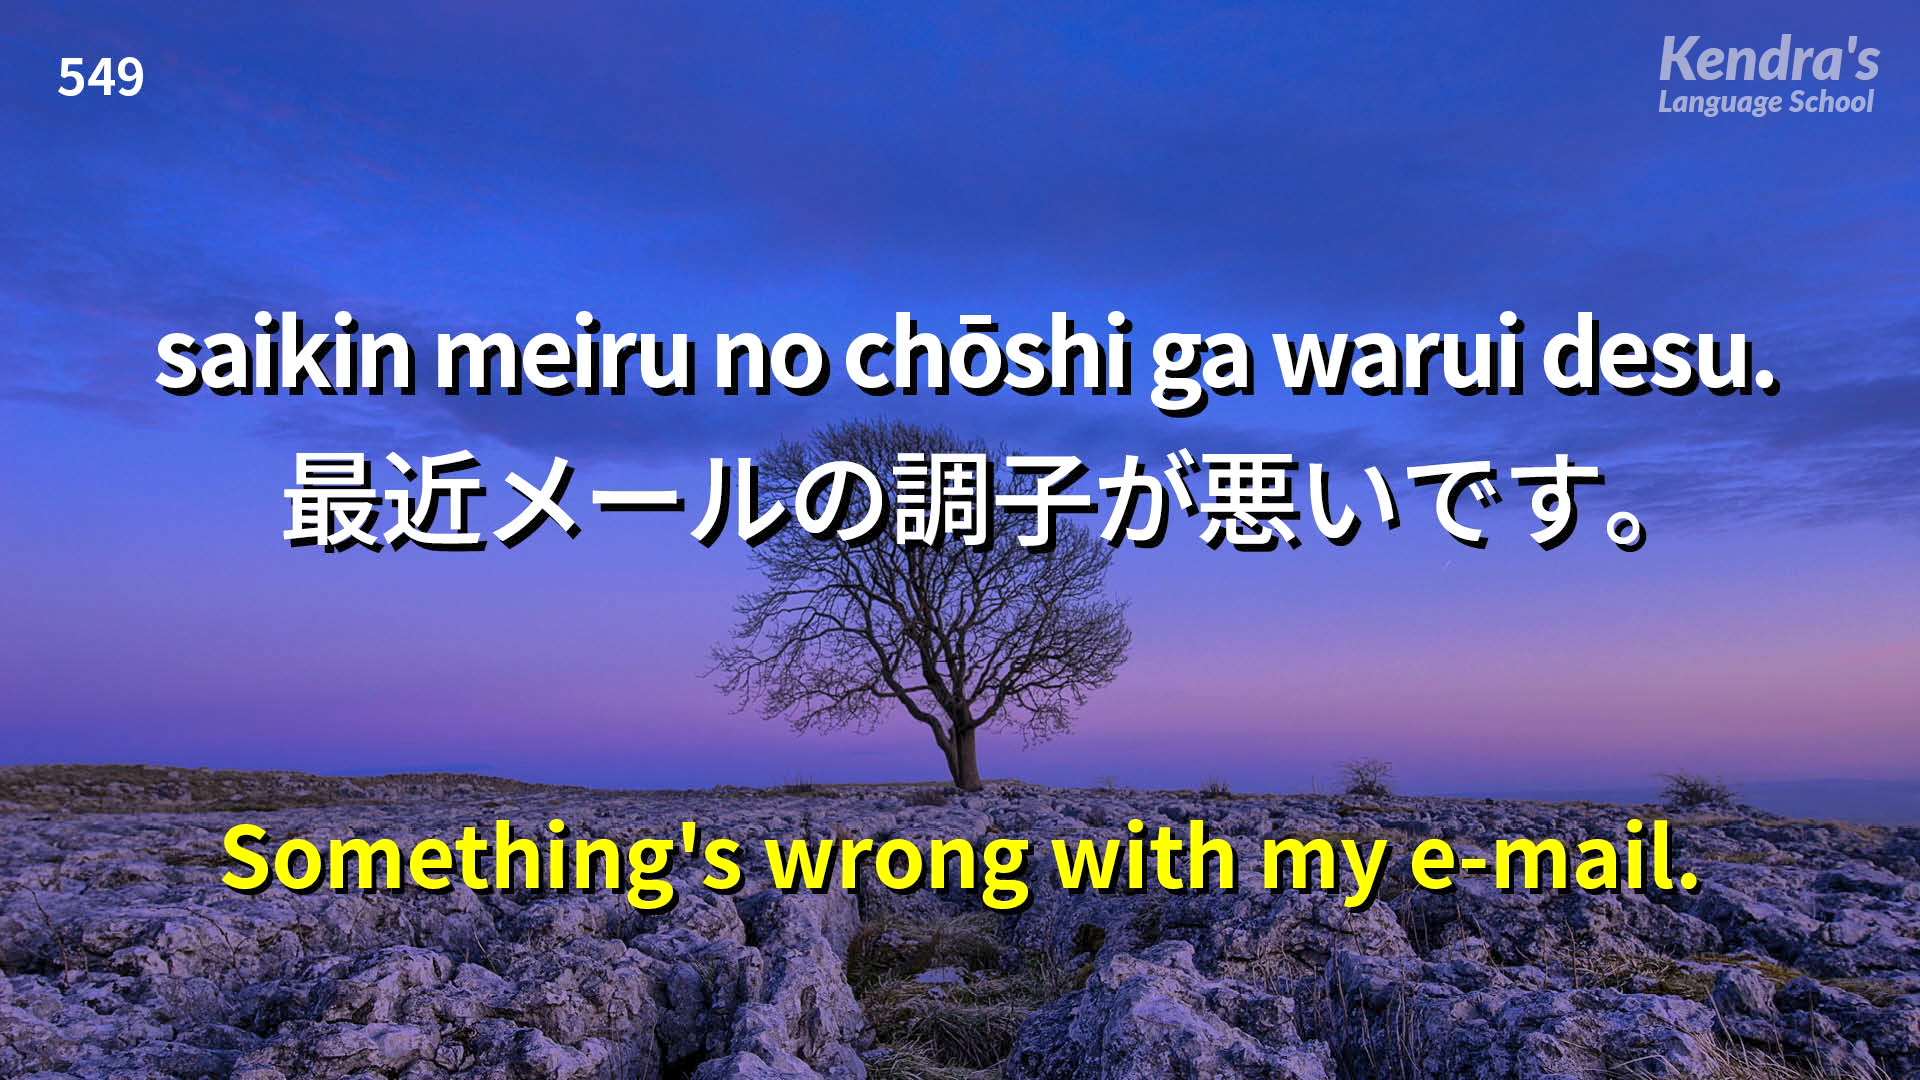 549
Kendra's
Language School
saikin meiru no chōshi ga warui desu.
最近メールの調子が悪いです。
Something's wrong with my e-mail.